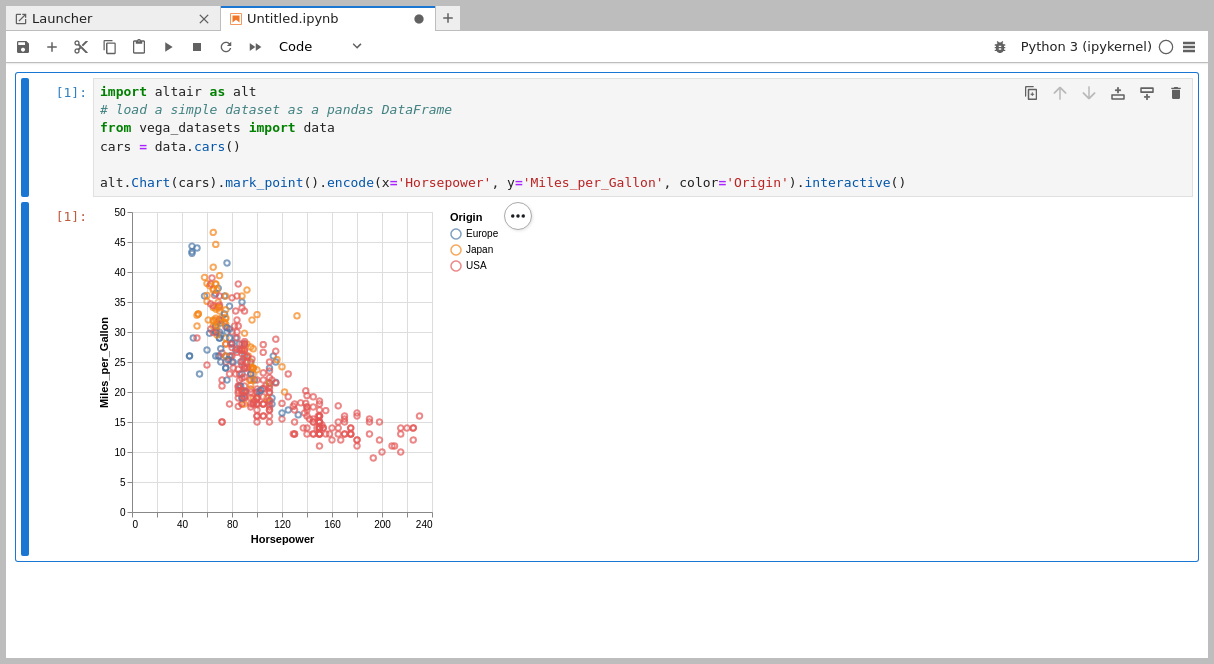 Launcher
Untitled.ipynb
Code
Python 3 (ipykernel)
[1]:
import altair as alt
# load a simple dataset as a pandas DataFrame
from vega_datasets import data
cars = data.cars()
alt.Chart(cars).mark_point().encode(x='Horsepower', y='Miles_per_Gallon', color='Origin').interactive()
[1]:
50
45
40
35
30
25
20
15
10
5
0
Miles_per_Gallon
0 40 80 120 160 200 240
Horsepower
Origin
Europe
Japan
USA